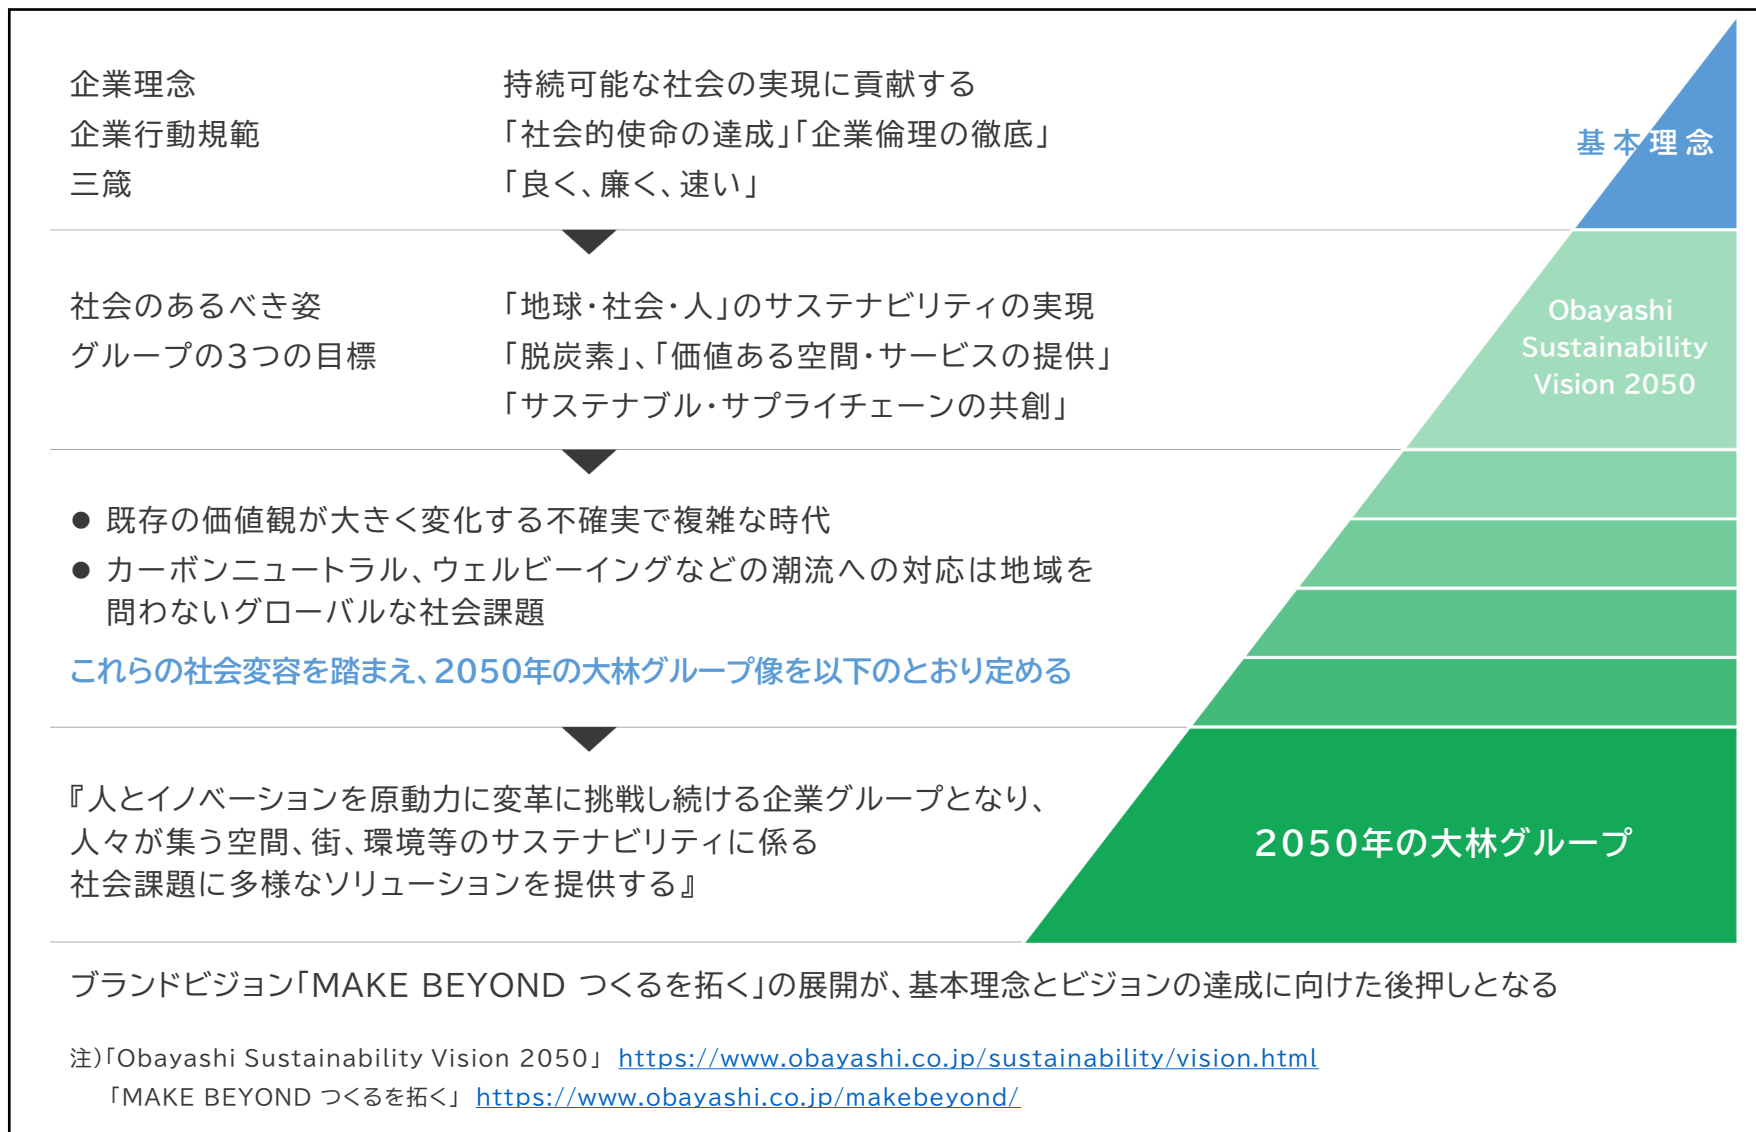 企業理念 持続可能な社会の実現に貢献する
企業行動規範 「社会的使命の達成」「企業倫理の徹底」
三箴 「良く、廉く、速い」
基本理念
社会のあるべき姿 「地球・社会・人」のサステナビリティの実現
グループの3つの目標 「脱炭素」、「価値ある空間・サービスの提供」
「サステナブル・サプライチェーンの共創」
Obayashi
Sustainability
Vision 2050
● 既存の価値観が大きく変化する不確実で複雑な時代
● カーボンニュートラル、ウェルビーイングなどの潮流への対応は地域を
問わないグローバルな社会課題
これらの社会変容を踏まえ、2050年の大林グループ像を以下のとおり定める
『人とイノベーションを原動力に変革に挑戦し続ける企業グループとなり、
人々が集う空間、街、環境等のサステナビリティに係る
社会課題に多様なソリューションを提供する』
2050年の大林グループ
ブランドビジョン「MAKE BEYOND つくるを拓く」の展開が、基本理念とビジョンの達成に向けた後押しとなる
注)「Obayashi Sustainability Vision 2050」 https://www.obayashi.co.jp/sustainability/vision.html
「MAKE BEYOND つくるを拓く」 https://www.obayashi.co.jp/makebeyond/